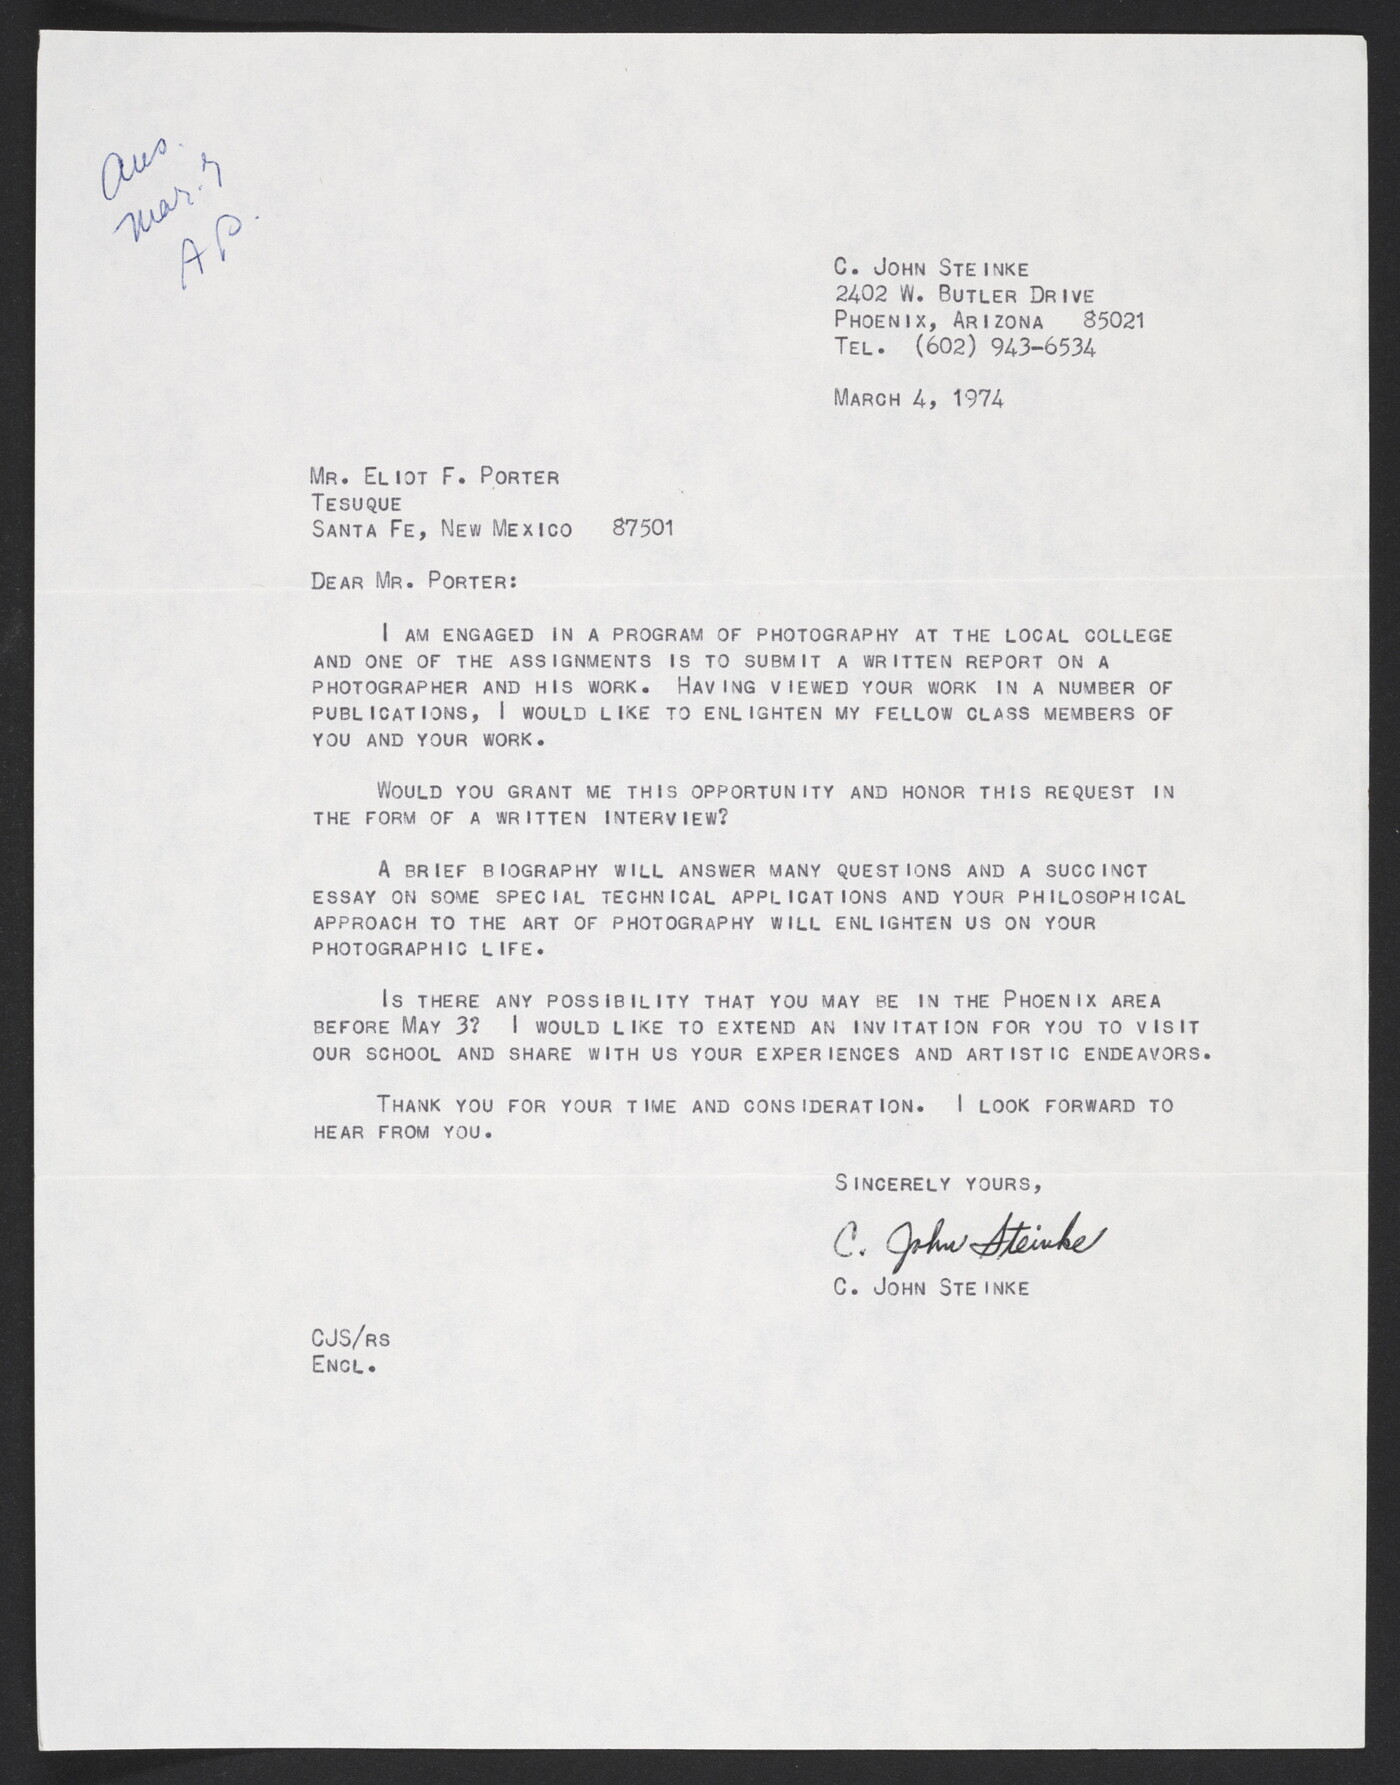 Ans.
Mar. 9
A P.
C. John Steinke
2402 W. Butler Drive
Phoenix, Arizona 85021
Tel. (602) 943-6534
March 4, 1974
Mr. Eliot F. Porter
Tesuque
Santa Fe, New Mexico 87501
Dear Mr. Porter:
I am engaged in a program of photography at the local college
and one of the assignments is to submit a written report on a
photographer and his work. Having viewed your work in a number of
publications, I would like to enlighten my fellow class members of
you and your work.
Would you grant me this opportunity and honor this request in
the form of a written interview?
A brief biography will answer many questions and a succinct
essay on some special technical applications and your philosophical
approach to the art of photography will enlighten us on your
photographic life.
Is there any possibility that you may be in the Phoenix area
before May 3? I would like to extend an invitation for you to visit
our school and share with us your experiences and artistic endeavors.
Thank you for your time and consideration. I look forward to
hear from you.
Sincerely yours,
C. John Steinke
C. John Steinke
CJS/rs
Encl.